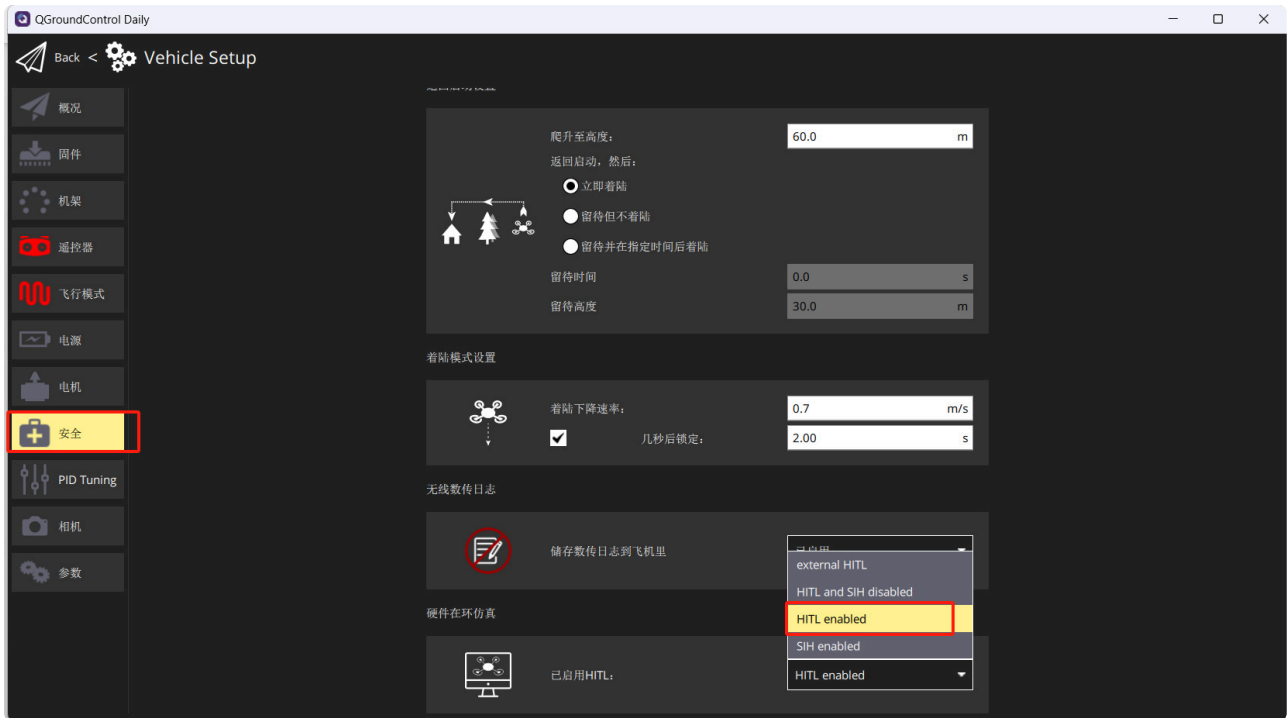 QGroundControl Daily
Back < Vehicle Setup
概况
固件
机架
遥控器
飞行模式
电源
电机
安全
PID Tuning
相机
参数
爬升至高度：
60.0 m
返回启动，然后：
立即着陆
留待但不着陆
留待并在指定时间后着陆
留待时间
0.0 s
留待高度
30.0 m
着陆模式设置
着陆下降速率：
0.7 m/s
几秒后锁定：
2.00 s
无线数传日志
储存数传日志到飞机里
external HITL
HITL and SIH disabled
HITL enabled
SIH enabled
硬件在环仿真
已启用HITL：
HITL enabled